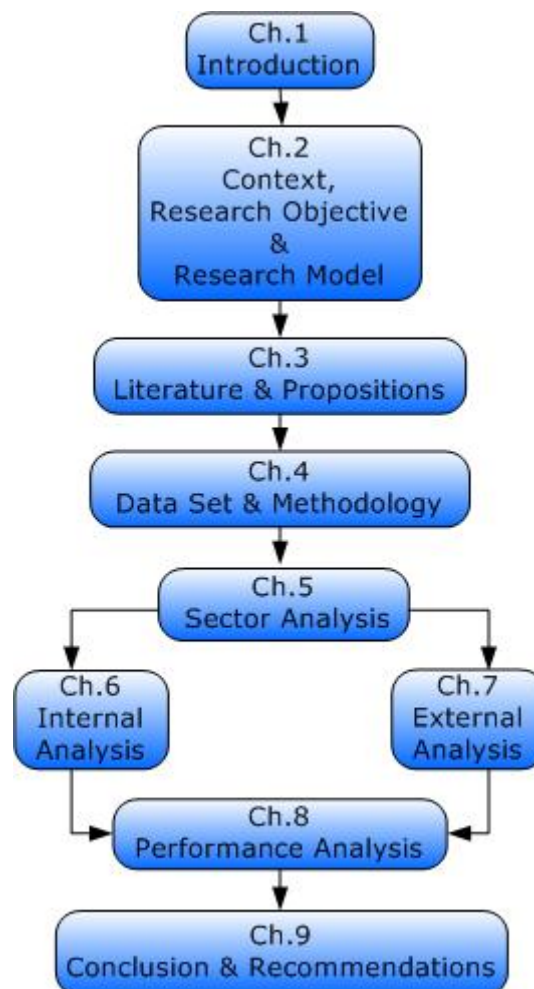 Ch.1
Introduction
Ch.2
Context,
Research Objective
&
Research Model
Ch.3
Literature & Propositions
Ch.4
Data Set & Methodology
Ch.5
Sector Analysis
Ch.6
Internal
Analysis
Ch.7
External
Analysis
Ch.8
Performance Analysis
Ch.9
Conclusion & Recommendations